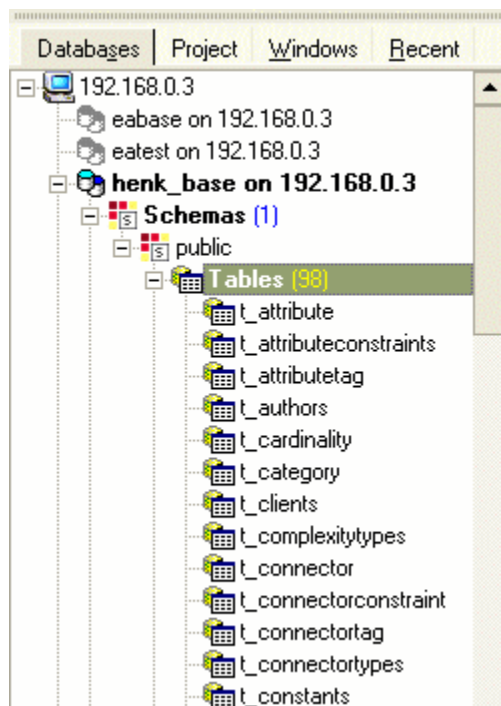 Databases Project Windows Recent
192.168.0.3
eabase on 192.168.0.3
eatest on 192.168.0.3
henk_base on 192.168.0.3
Schemas (1)
public
Tables (98)
t_attribute
t_attributeconstraints
t_attributetag
t_authors
t_cardinality
t_category
t_clients
t_complexitytypes
t_connector
t_connectorconstraint
t_connectortag
t_connectortypes
t_constants